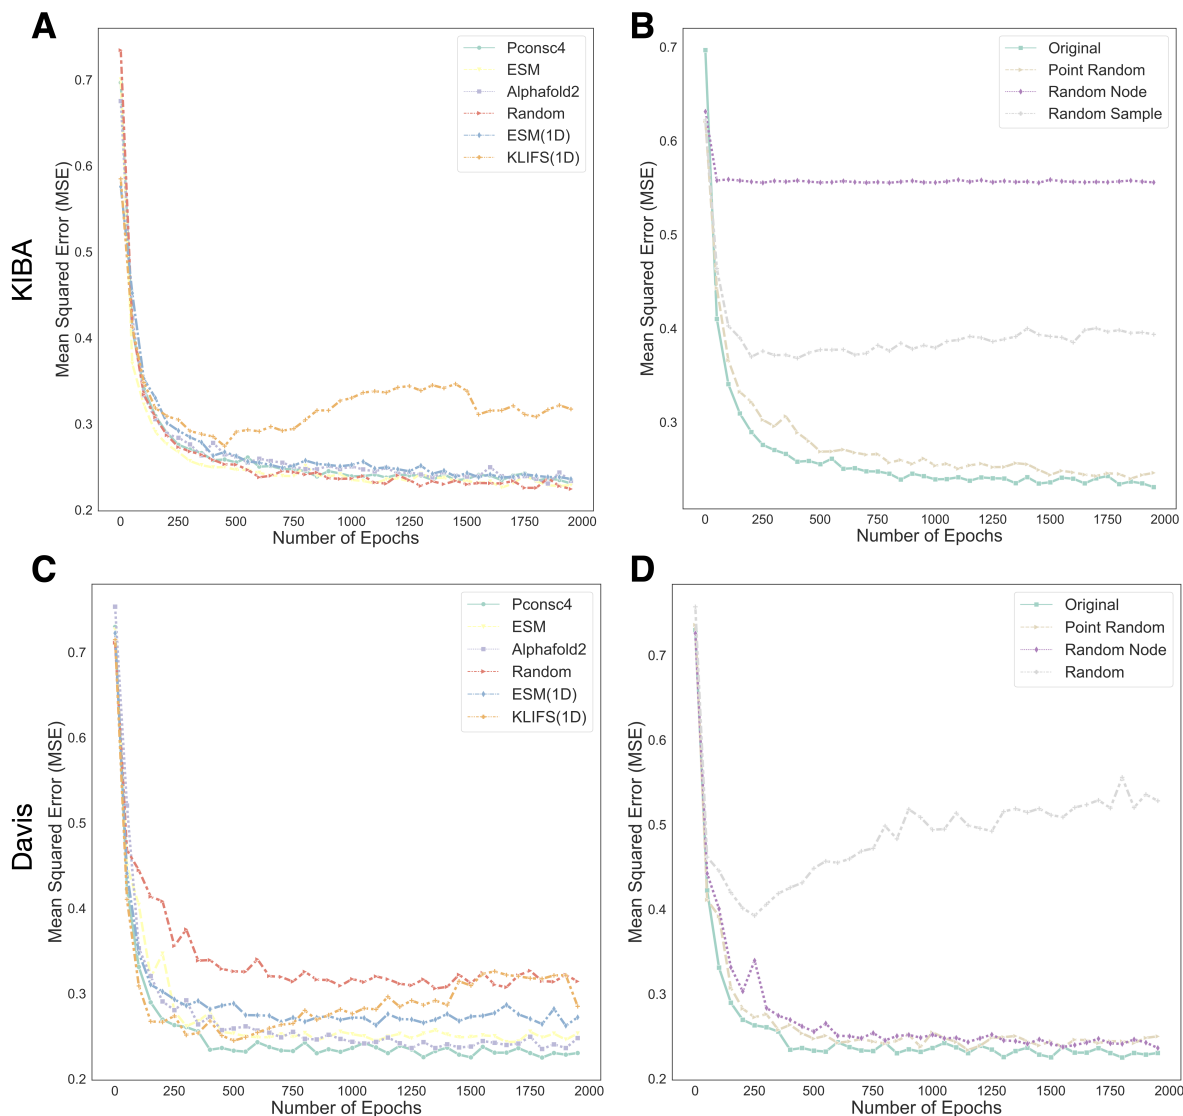 A
KIBA
Mean Squared Error (MSE)
0.7
0.6
0.5
0.4
0.3
0.2
Pconsc4
ESM
Alphafold2
Random
ESM(1D)
KLIFS(1D)
0 250 500 750 1000 1250 1500 1750 2000
Number of Epochs
B
Mean Squared Error (MSE)
0.7
0.6
0.5
0.4
0.3
Original
Point Random
Random Node
Random Sample
0 250 500 750 1000 1250 1500 1750 2000
Number of Epochs
C
Davis
Mean Squared Error (MSE)
0.7
0.6
0.5
0.4
0.3
0.2
Pconsc4
ESM
Alphafold2
Random
ESM(1D)
KLIFS(1D)
0 250 500 750 1000 1250 1500 1750 2000
Number of Epochs
D
Mean Squared Error (MSE)
0.7
0.6
0.5
0.4
0.3
0.2
Original
Point Random
Random Node
Random
0 250 500 750 1000 1250 1500 1750 2000
Number of Epochs